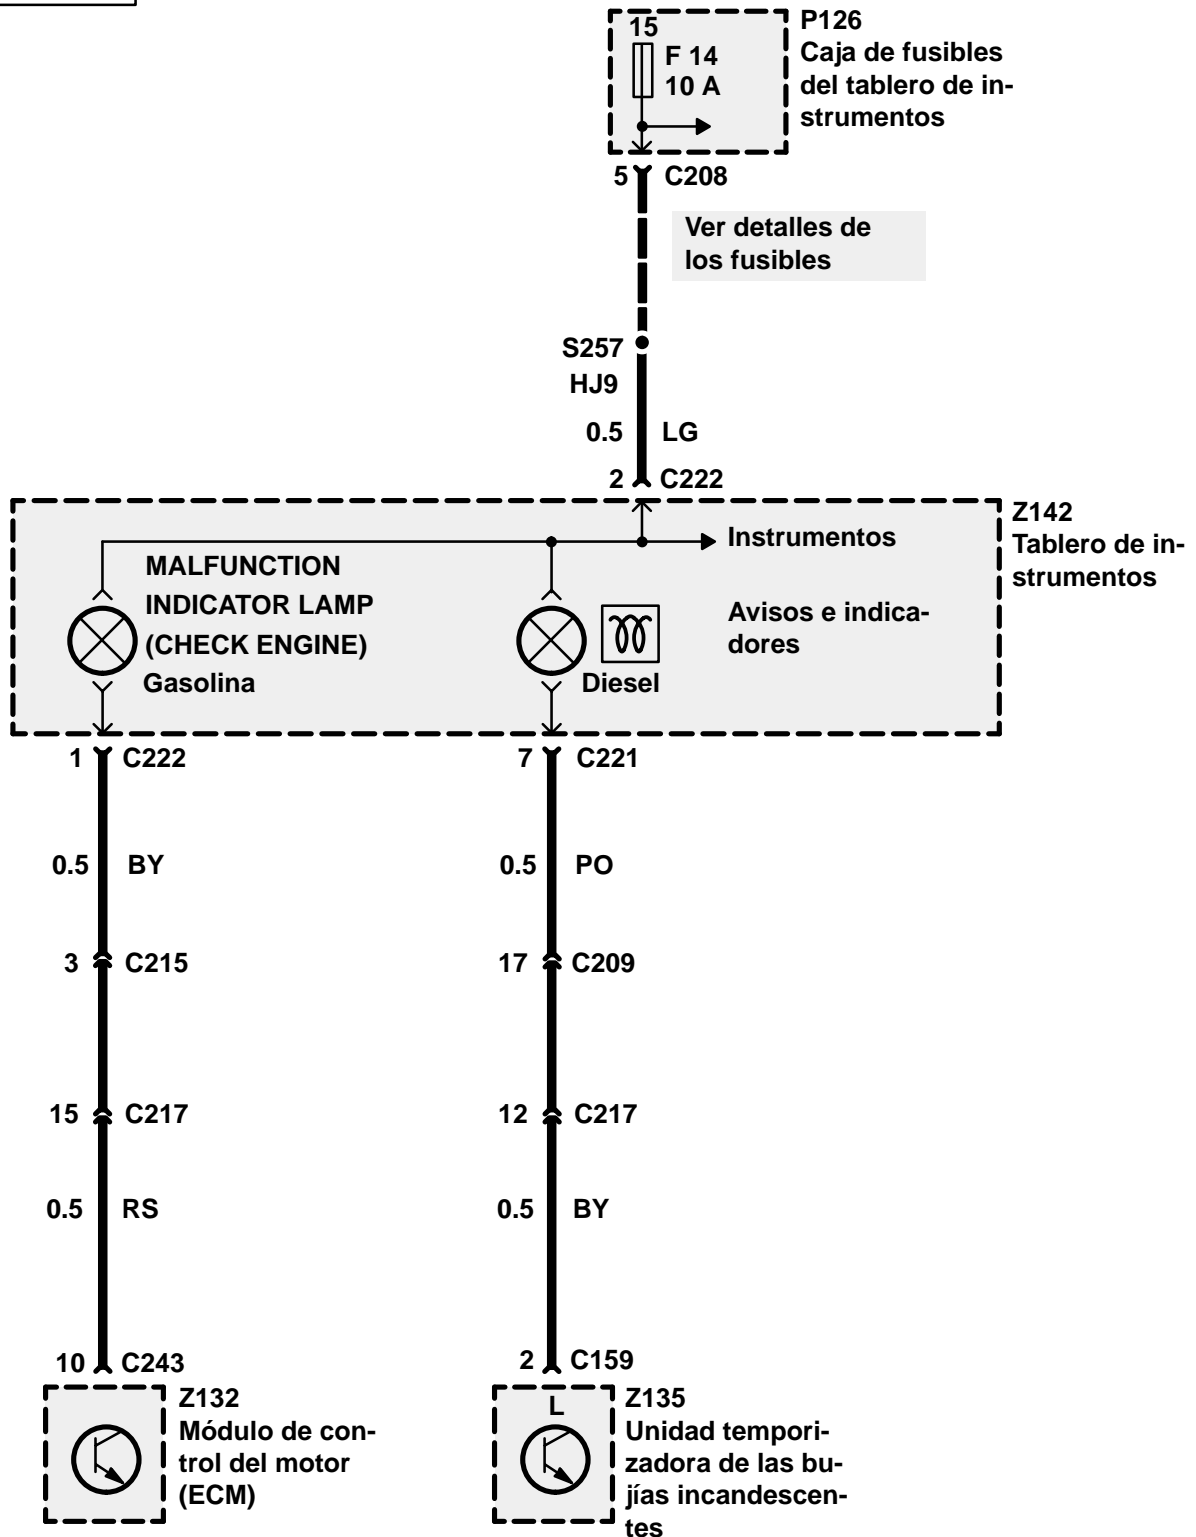 15
F 14
10 A
P126
Caja de fusibles
del tablero de in-
strumentos
5
C208
Ver detalles de
los fusibles
S257
HJ9
0.5
LG
2
C222
Z142
Tablero de in-
strumentos
Instrumentos
MALFUNCTION
INDICATOR LAMP
(CHECK ENGINE)
Gasolina
Diesel
Avisos e indica-
dores
1
C222
7
C221
0.5
BY
0.5
PO
3
C215
17
C209
15
C217
12
C217
0.5
RS
0.5
BY
10
C243
2
C159
Z132
Módulo de con-
trol del motor
(ECM)
L
Z135
Unidad tempori-
zadora de las bu-
jías incandescen-
tes